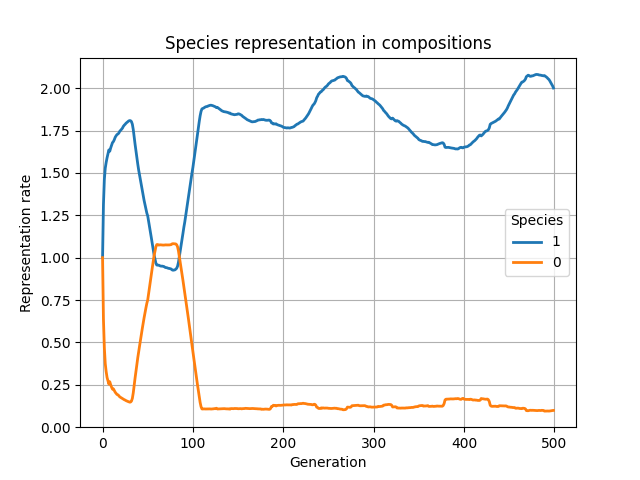 Species representation in compositions
Representation rate
2.00
1.75
1.50
1.25
1.00
0.75
0.50
0.25
0.00
Species
1
0
0 100 200 300 400 500
Generation